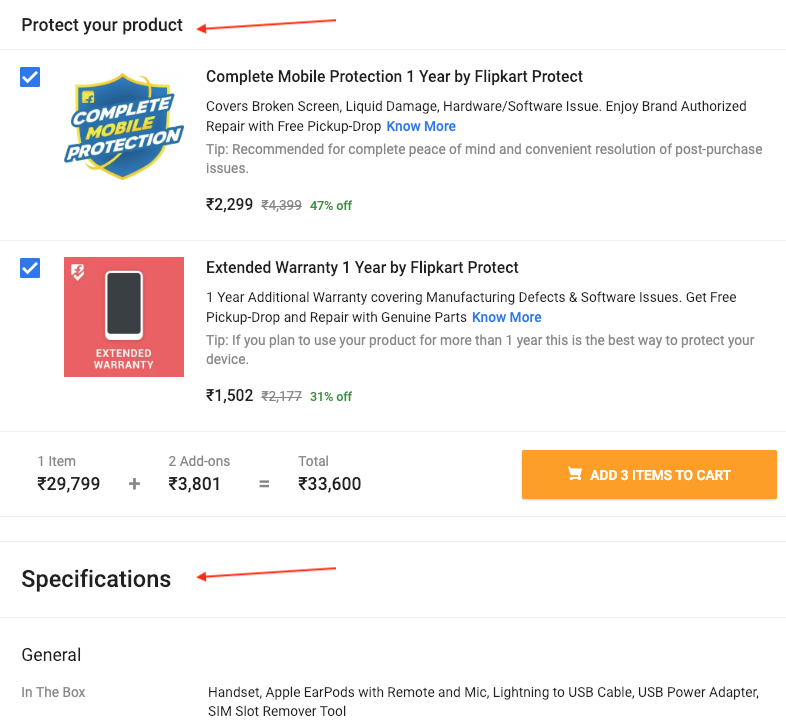 Protect your product
COMPLETE
MOBILE
PROTECTION
Complete Mobile Protection 1 Year by Flipkart Protect
Covers Broken Screen, Liquid Damage, Hardware/Software Issue. Enjoy Brand Authorized
Repair with Free Pickup-Drop Know More
Tip: Recommended for complete peace of mind and convenient resolution of post-purchase
issues.
₹2,299 ₹4,399 47% off
EXTENDED
WARRANTY
Extended Warranty 1 Year by Flipkart Protect
1 Year Additional Warranty covering Manufacturing Defects & Software Issues. Get Free
Pickup-Drop and Repair with Genuine Parts Know More
Tip: If you plan to use your product for more than 1 year this is the best way to protect your
device.
₹1,502 ₹2,177 31% off
1 Item 2 Add-ons Total
₹29,799 + ₹3,801 = ₹33,600
ADD 3 ITEMS TO CART
Specifications
General
In The Box Handset, Apple EarPods with Remote and Mic, Lightning to USB Cable, USB Power Adapter,
SIM Slot Remover Tool